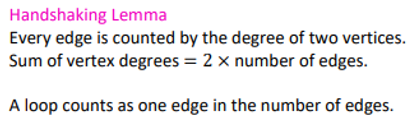 Handshaking Lemma
Every edge is counted by the degree of two vertices.
Sum of vertex degrees = 2 × number of edges.
A loop counts as one edge in the number of edges.